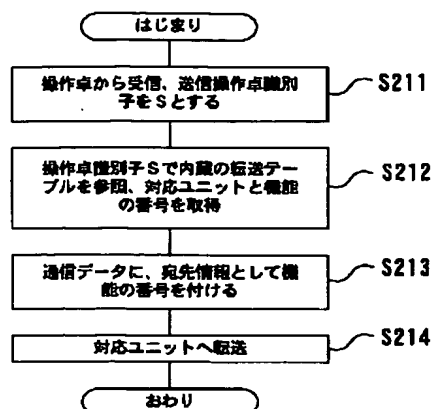 はじまり
操作卓から受信、送信操作卓識別
子をSとする
S211
操作卓識別子Sで内蔵の転送テー
ブルを参照、対応ユニットと機能
の番号を取得
S212
通信データに、宛先情報として機
能の番号を付ける
S213
対応ユニットへ転送
S214
おわり